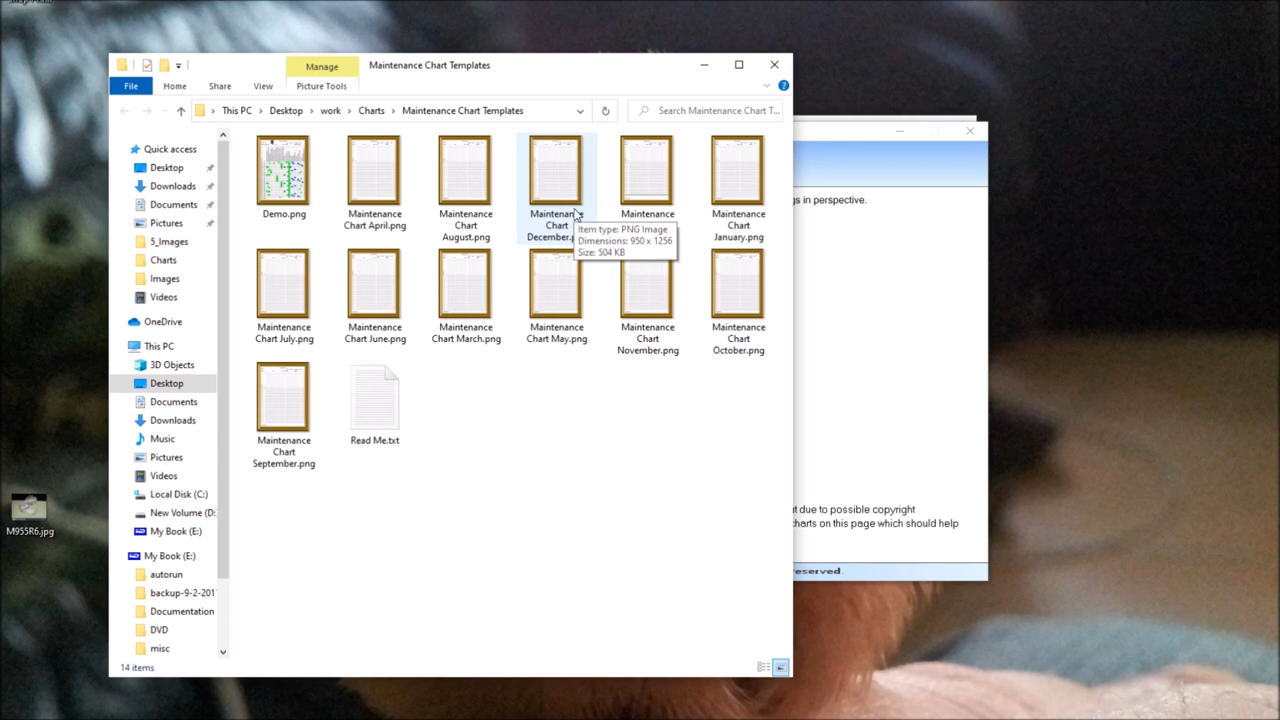 Manage
Maintenance Chart Templates
File
Home
Share
View
Picture Tools
This PC
Desktop
work
Charts
Maintenance Chart Templates
Search Maintenance Chart T...
Quick access
Desktop
Downloads
Documents
Pictures
5_Images
Charts
Images
Videos
OneDrive
This PC
3D Objects
Desktop
Documents
Downloads
Music
Pictures
Videos
Local Disk (C:)
New Volume (D:
My Book (E:)
My Book (E:)
autorun
backup-9-2-201
Documentation
DVD
misc
Demo.png
Maintenance
Chart April.png
Maintenance
Chart
August.png
Maintenance
Chart
December.p
Maintenance
Maintenance
Chart
January.png
Item type: PNG Image
Dimensions: 950 x 1256
Size: 504 KB
Maintenance
Chart July.png
Maintenance
Chart June.png
Maintenance
Chart March.png
Maintenance
Chart May.png
Maintenance
Chart
November.png
Maintenance
Chart
October.png
Maintenance
Chart
September.png
Read Me.txt
14 items
gs in perspective.
t due to possible copyright
charts on this page which should help
eserved.
M955R6.jpg